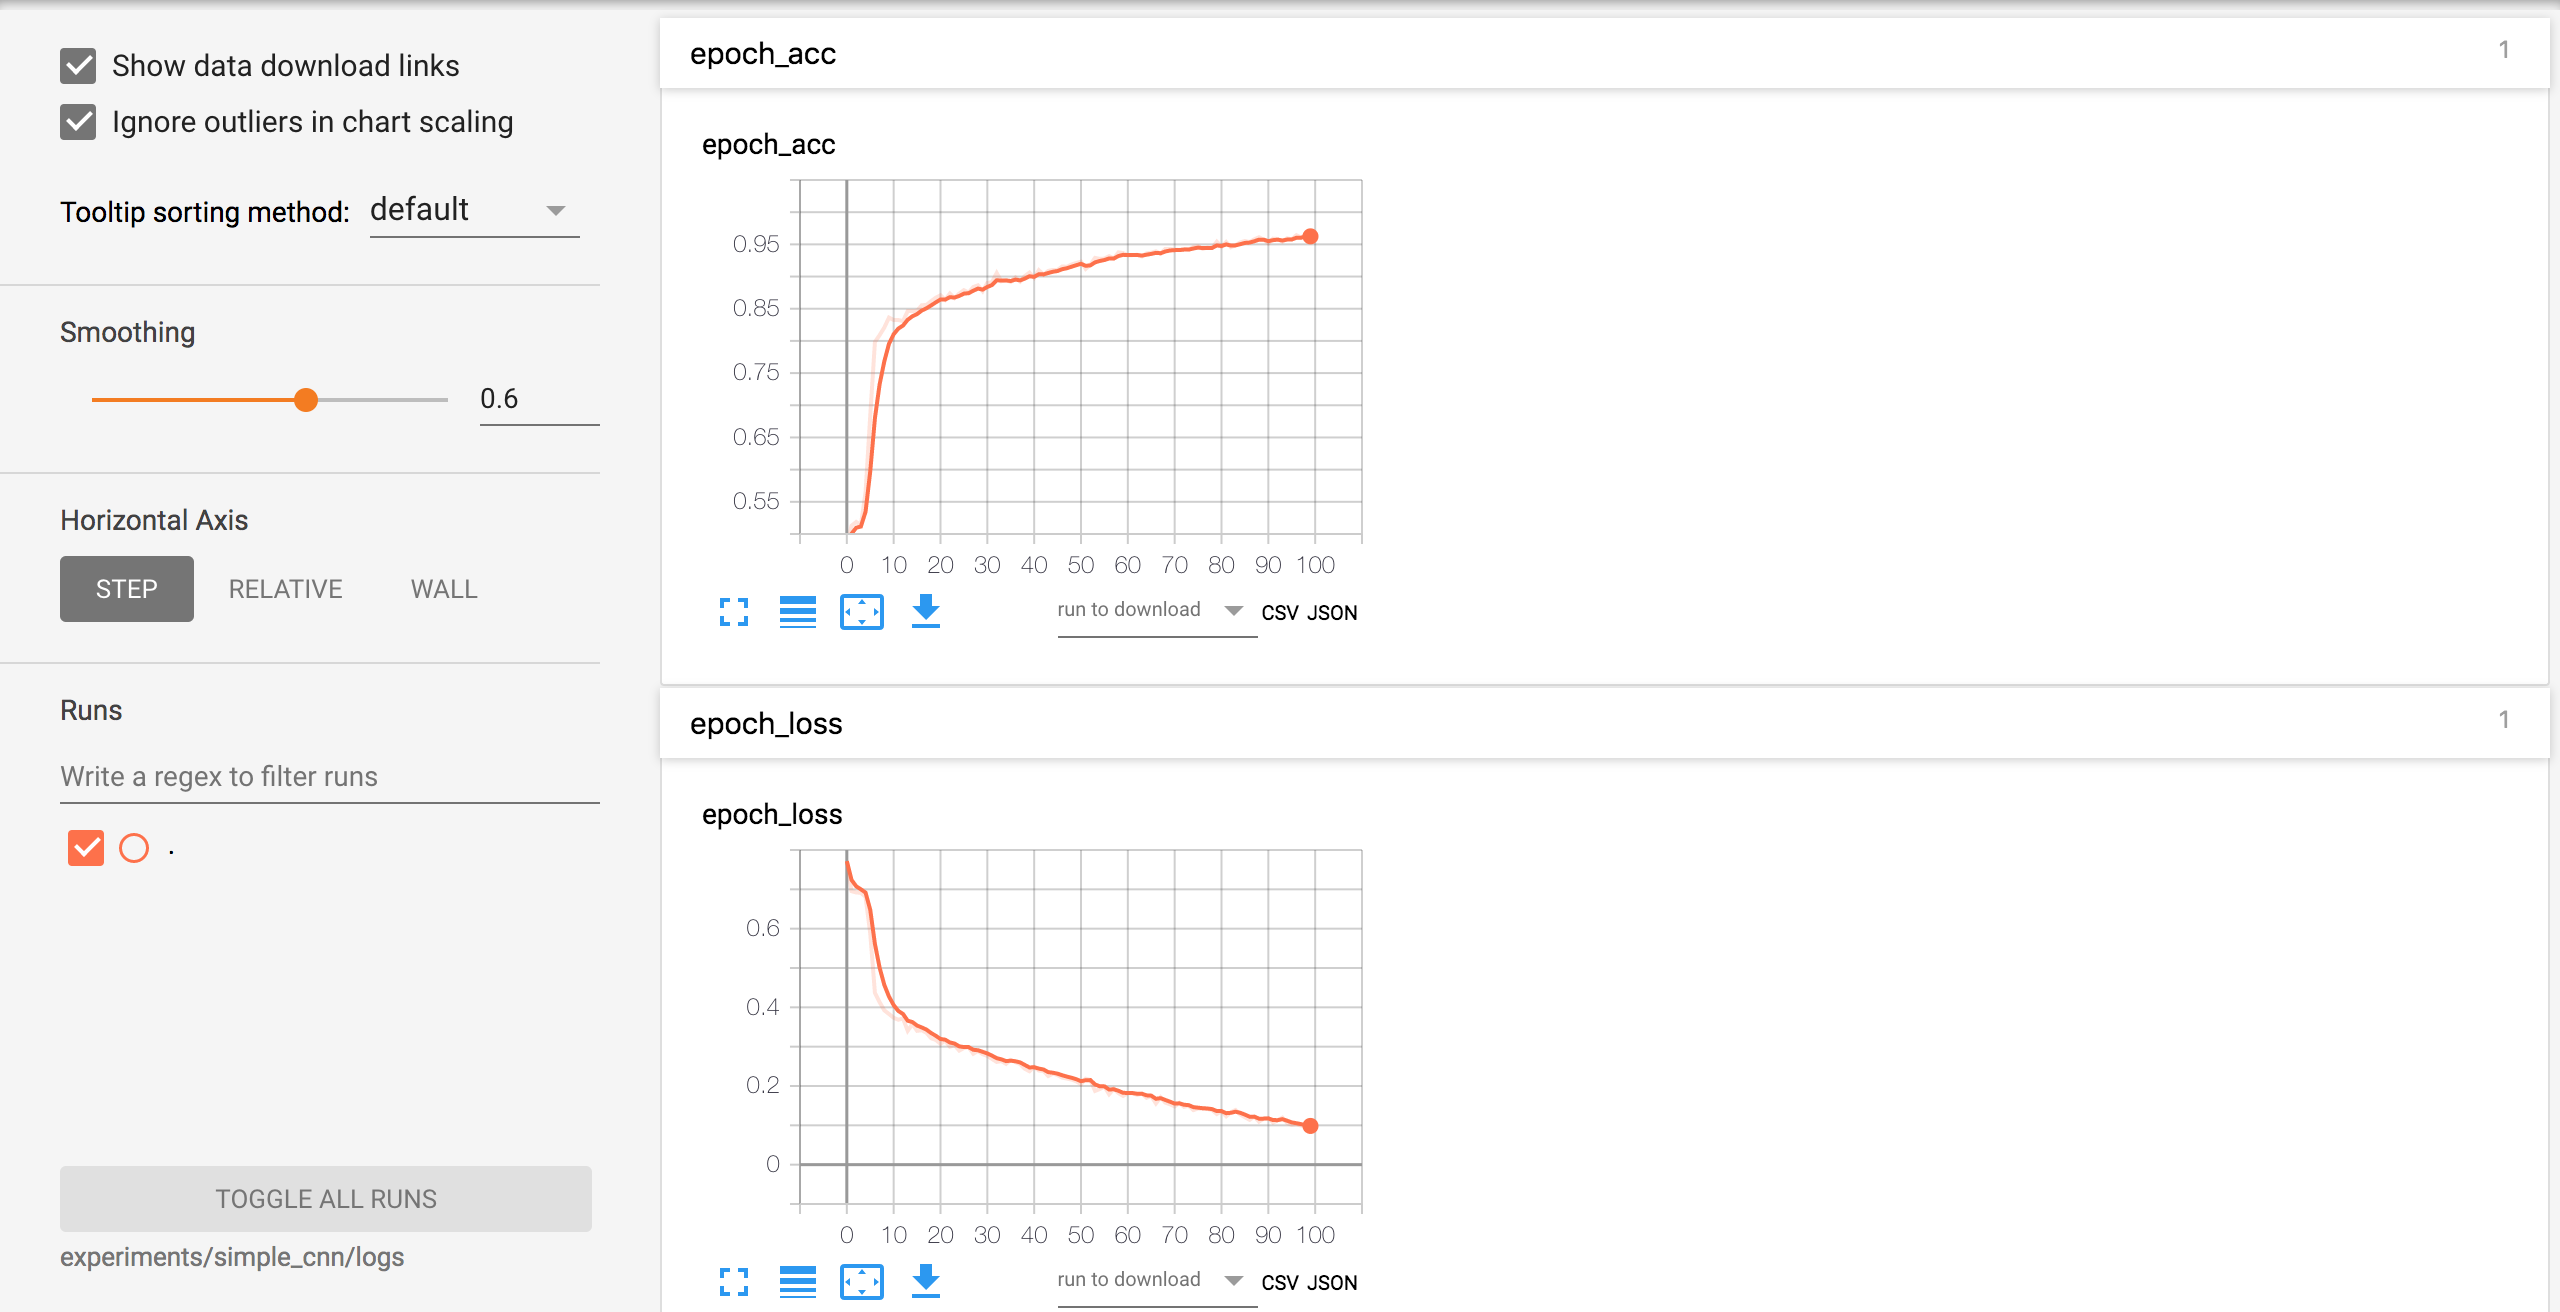 Show data download links
Ignore outliers in chart scaling
Tooltip sorting method: default
Smoothing
0.6
Horizontal Axis
STEP RELATIVE WALL
Runs
Write a regex to filter runs
.
TOGGLE ALL RUNS
experiments/simple_cnn/logs
epoch_acc 1
epoch_acc
0.95
0.85
0.75
0.65
0.55
0 10 20 30 40 50 60 70 80 90 100
run to download CSV JSON
epoch_loss 1
epoch_loss
0.6
0.4
0.2
0
0 10 20 30 40 50 60 70 80 90 100
run to download CSV JSON